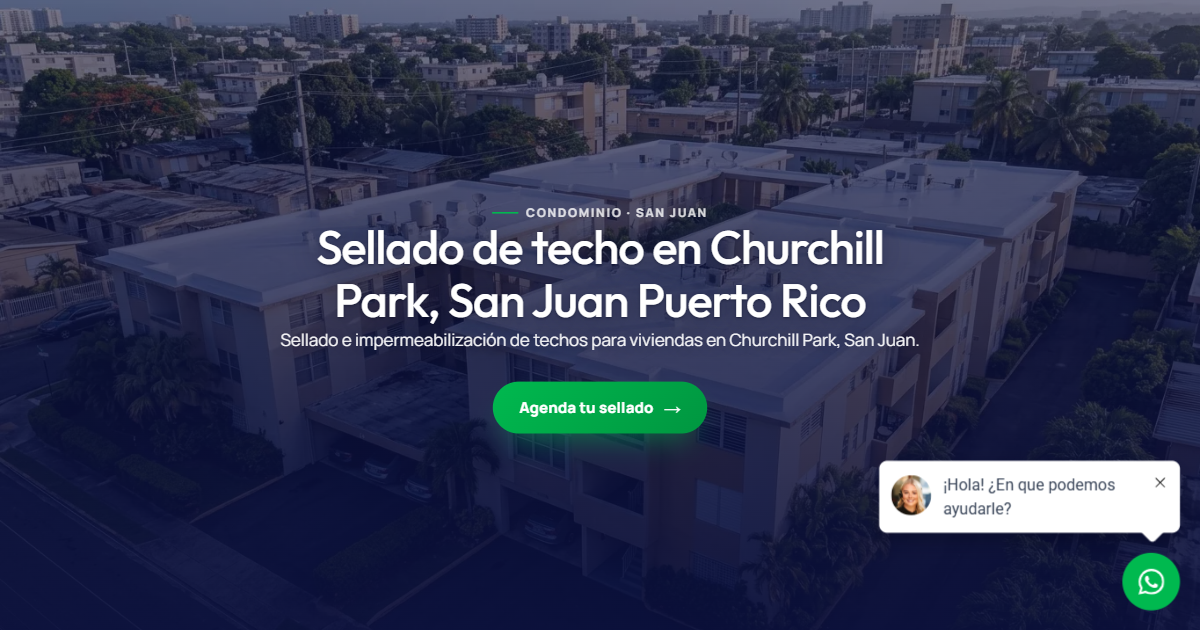 CONDOMINIO · SAN JUAN
Sellado de techo en Churchill
Park, San Juan Puerto Rico
Sellado e impermeabilización de techos para viviendas en Churchill Park, San Juan.
Agenda tu sellado →
¡Hola! ¿En que podemos
ayudarle?